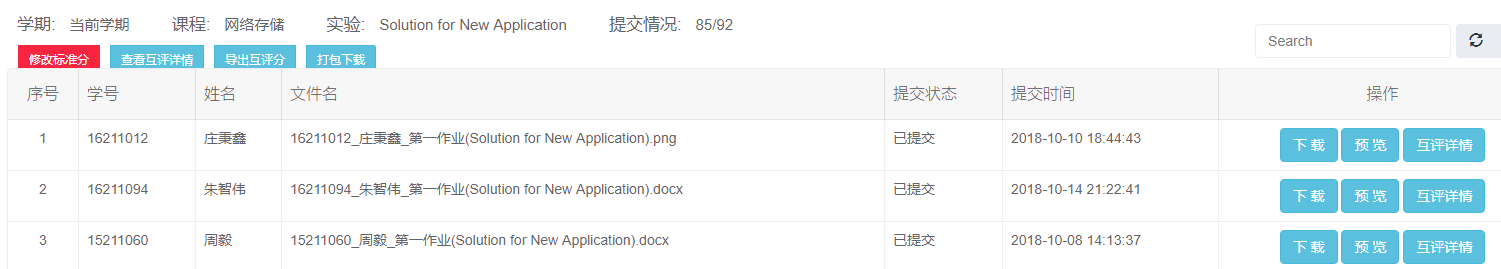 学期: 当前学期 课程: 网络存储 实验: Solution for New Application 提交情况: 85/92
Search
修改标准分 查看互评详情 导出互评分 打包下载
序号 学号 姓名 文件名 提交状态 提交时间 操作
1 16211012 庄秉鑫 16211012_庄秉鑫_第一作业(Solution for New Application).png 已提交 2018-10-10 18:44:43 下 载 预 览 互评详情
2 16211094 朱智伟 16211094_朱智伟_第一作业(Solution for New Application).docx 已提交 2018-10-14 21:22:41 下 载 预 览 互评详情
3 15211060 周毅 15211060_周毅_第一作业(Solution for New Application).docx 已提交 2018-10-08 14:13:37 下 载 预 览 互评详情